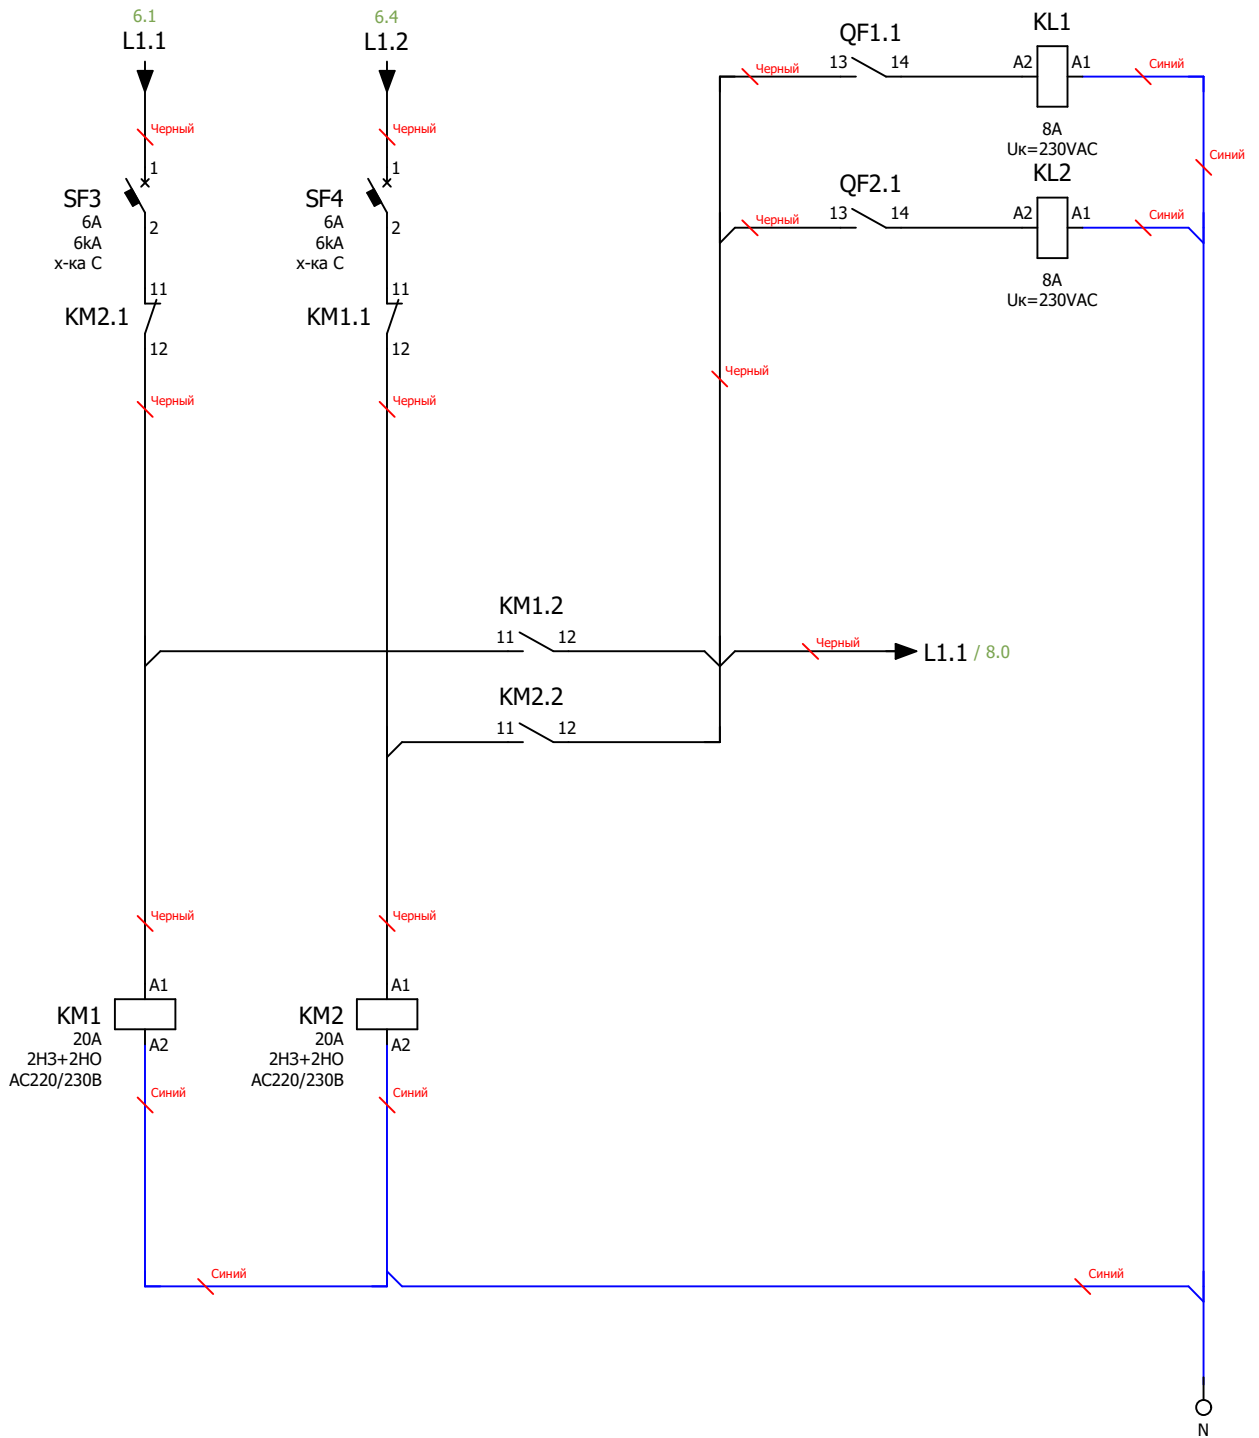 6.1
L1.1
6.4
L1.2
QF1.1
KL1
13
14
A2
A1
Черный
Синий
8A
Uк=230VAC
Черный
Черный
Синий
1
1
QF2.1
KL2
SF3
6A
6kA
х-ка C
2
SF4
6A
6kA
х-ка C
2
13
14
A2
A1
Черный
Синий
8A
Uк=230VAC
11
KM2.1
12
11
KM1.1
12
Черный
Черный
Черный
KM1.2
11
12
Черный
L1.1 / 8.0
KM2.2
11
12
Черный
Черный
A1
KM1
20A
2НЗ+2НО
AC220/230В
A2
A1
KM2
20A
2НЗ+2НО
AC220/230В
A2
Синий
Синий
Синий
Синий
N